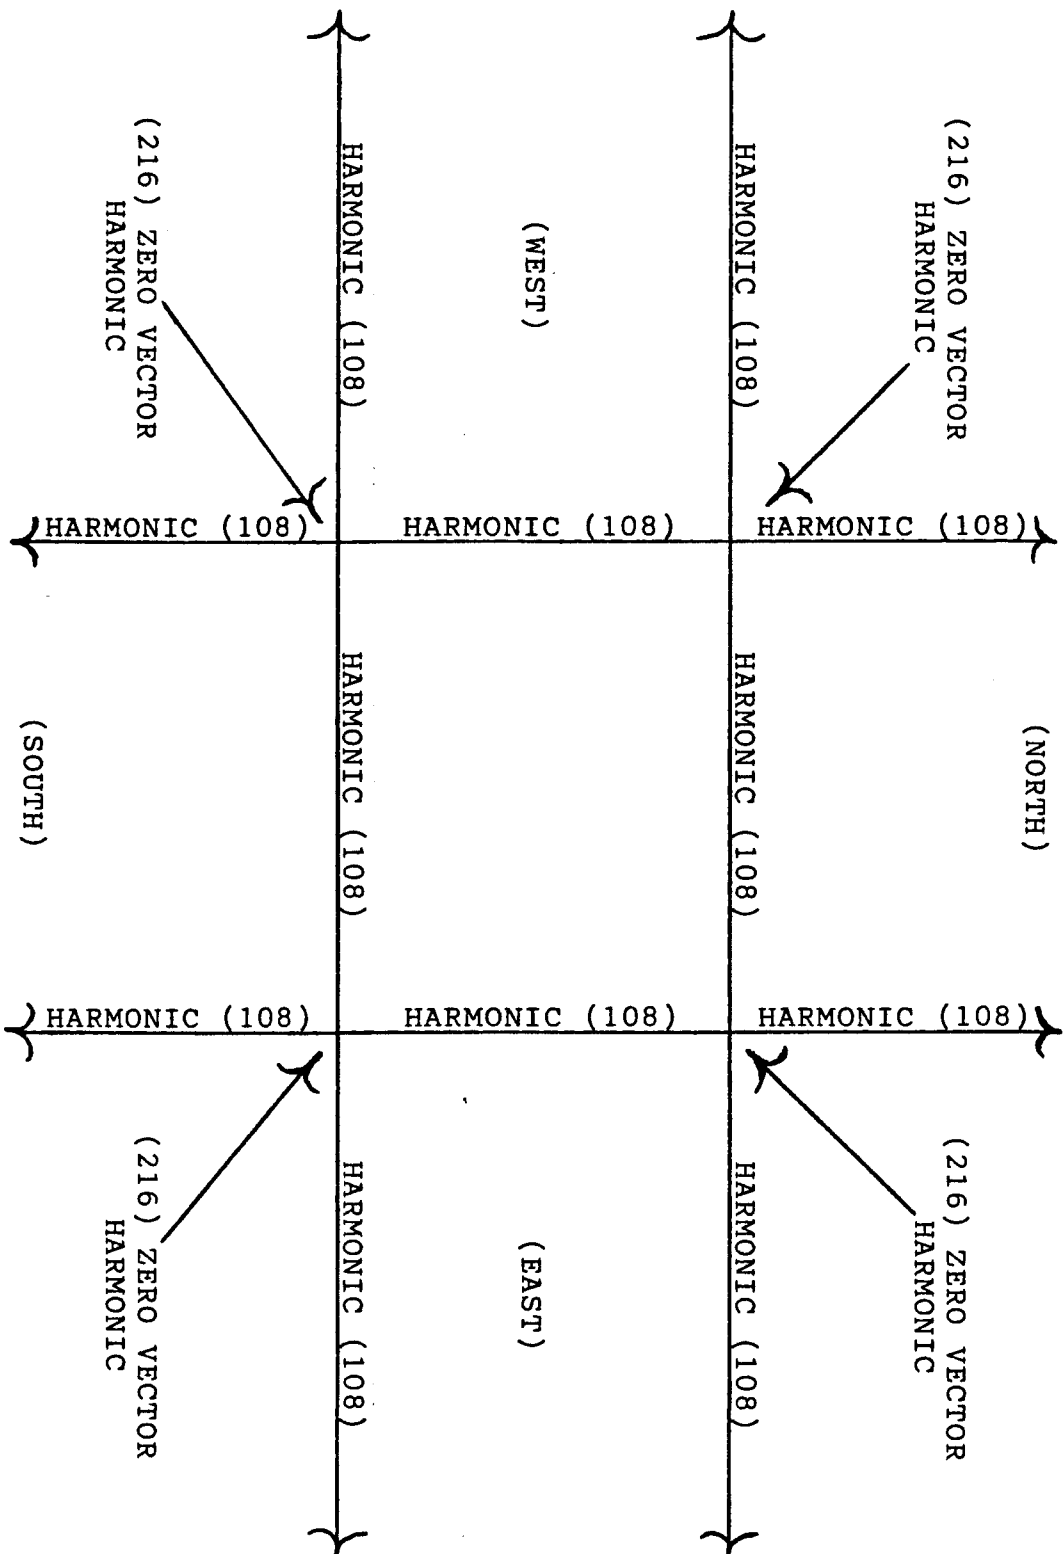 (NORTH)
(216) ZERO VECTOR
HARMONIC
(216) ZERO VECTOR
HARMONIC
HARMONIC (108)
HARMONIC (108)
HARMONIC (108)
HARMONIC (108)
HARMONIC (108)
(WEST)
HARMONIC (108)
HARMONIC (108)
(EAST)
HARMONIC (108)
HARMONIC (108)
HARMONIC (108)
HARMONIC (108)
HARMONIC (108)
(216) ZERO VECTOR
HARMONIC
(216) ZERO VECTOR
HARMONIC
(SOUTH)